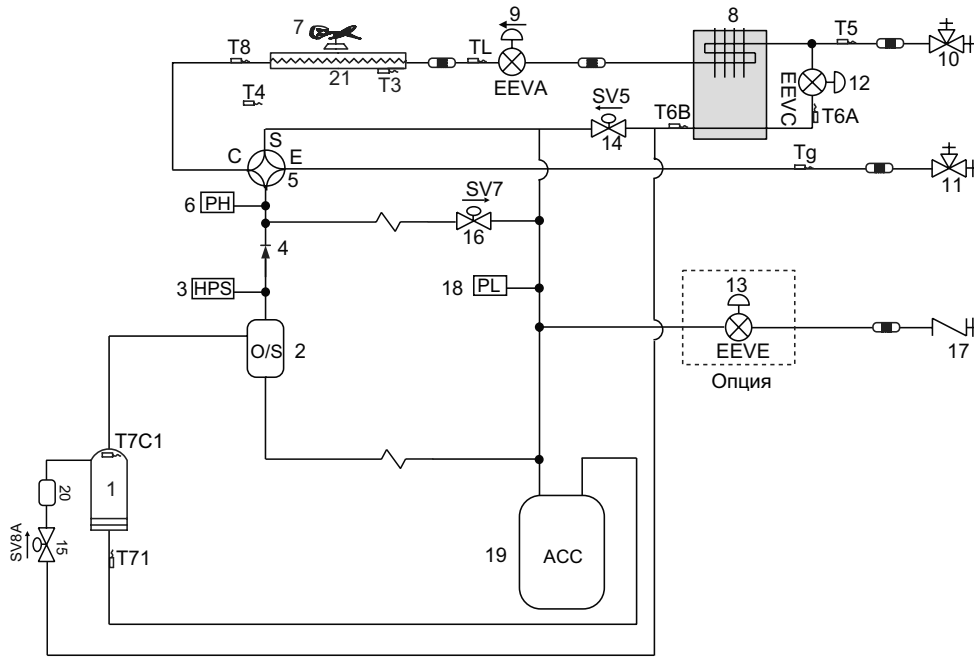 7
9
8
T5
T8
TL
10
21
T3
EEVA
EEVC
12
T4
SV5
T6B
T6A
S
14
C
E
5
Tg
11
6
PH
SV7
16
4
3
HPS
18
PL
13
O/S
2
EEVE
17
Опция
T7C1
20
1
SV8A
15
T71
19
ACC